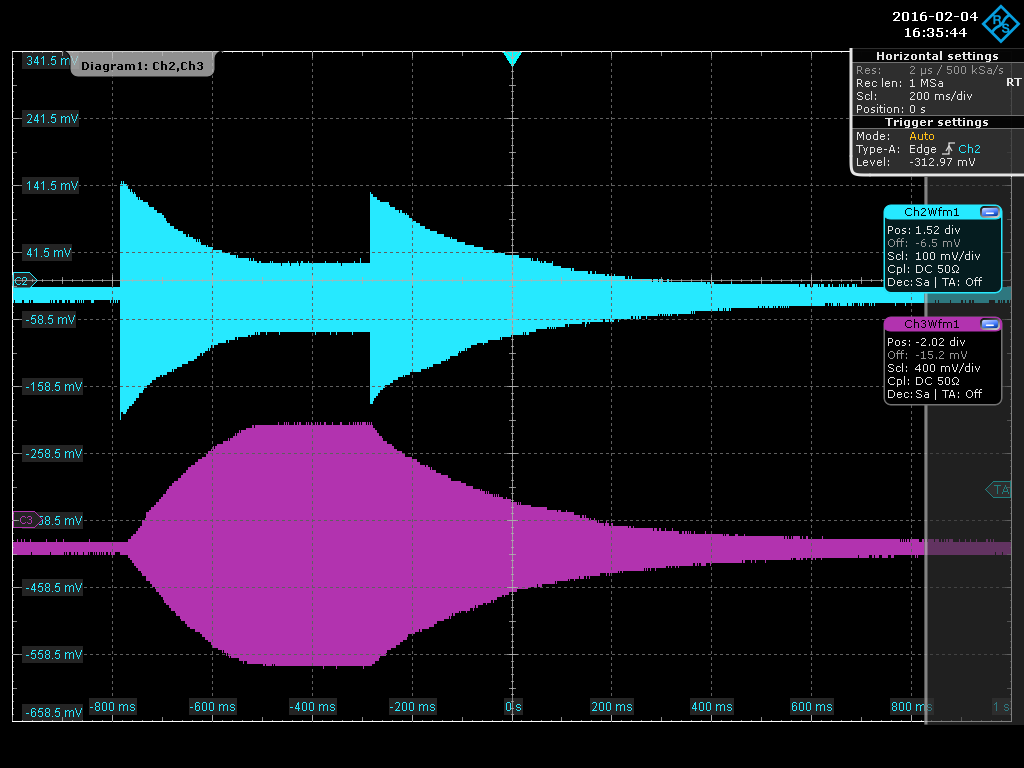 2016-02-04
16:35:44
R&S
Diagram1: Ch2,Ch3
Horizontal settings
Res: 2 µs / 500 kSa/s
Rec len: 1 MSa
RT
Scl: 200 ms/div
Position: 0 s
Trigger settings
Mode: Auto
Type-A: Edge Ch2
Level: -312.97 mV
341.5 mV
241.5 mV
141.5 mV
41.5 mV
C2
-58.5 mV
-158.5 mV
-258.5 mV
C3
38.5 mV
-458.5 mV
-558.5 mV
-658.5 mV
Ch2Wfm1
Pos: 1.52 div
Off: -6.5 mV
Scl: 100 mV/div
Cpl: DC 50Ω
Dec: Sa | TA: Off
Ch3Wfm1
Pos: -2.02 div
Off: -15.2 mV
Scl: 400 mV/div
Cpl: DC 50Ω
Dec: Sa | TA: Off
TA
-800 ms -600 ms -400 ms -200 ms 0 s 200 ms 400 ms 600 ms 800 ms 1 s